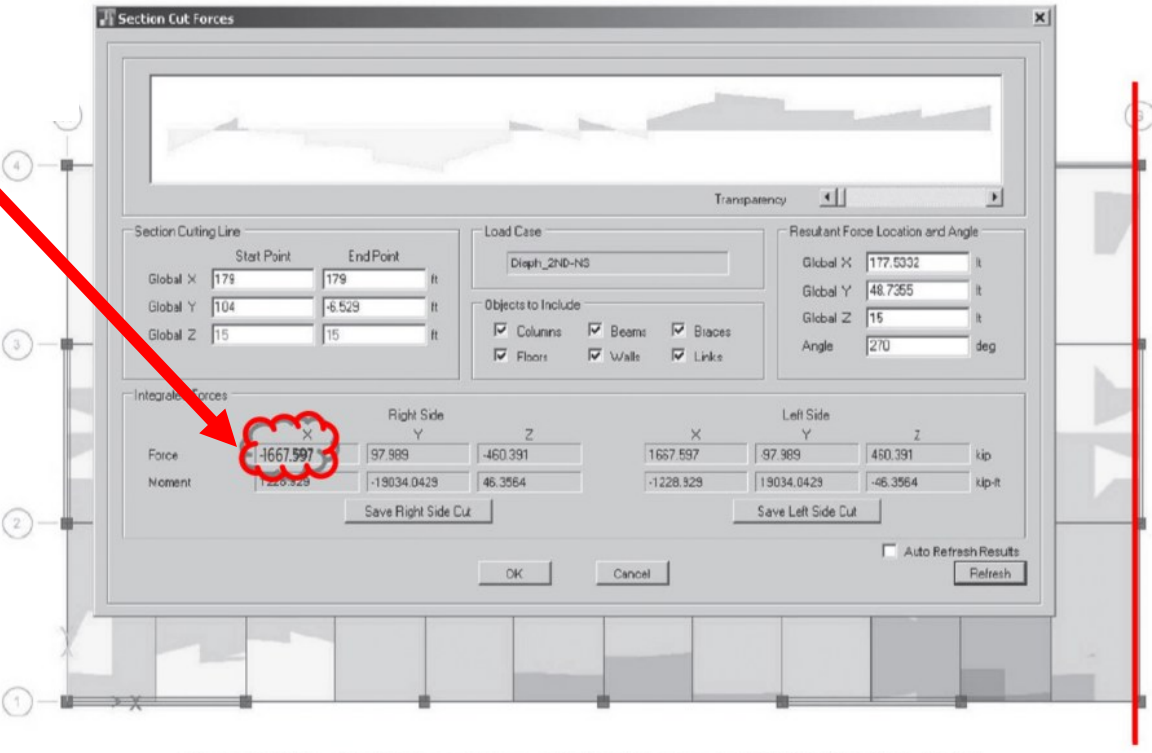 Section Cut Forces
Transparency
Section Cutting Line
Start Point End Point
Global X 179 179 ft
Global Y 104 -6.529 ft
Global Z 15 15 ft
Load Case
Diaph_2ND-NS
Objects to Include
Columns Beams Braces
Floors Walls Links
Resultant Force Location and Angle
Global X 177.5332 ft
Global Y 48.7355 ft
Global Z 15 ft
Angle 270 deg
Integrated Forces
Right Side Left Side
X Y Z X Y Z
Force -1667.597 97.989 -460.391 1667.597 -97.989 460.391 kip
Moment 1228.929 -19034.0429 46.3564 -1228.929 19034.0429 -46.3564 kip-ft
Save Right Side Cut Save Left Side Cut
Auto Refresh Results
OK Cancel Refresh
4
3
2
1
X